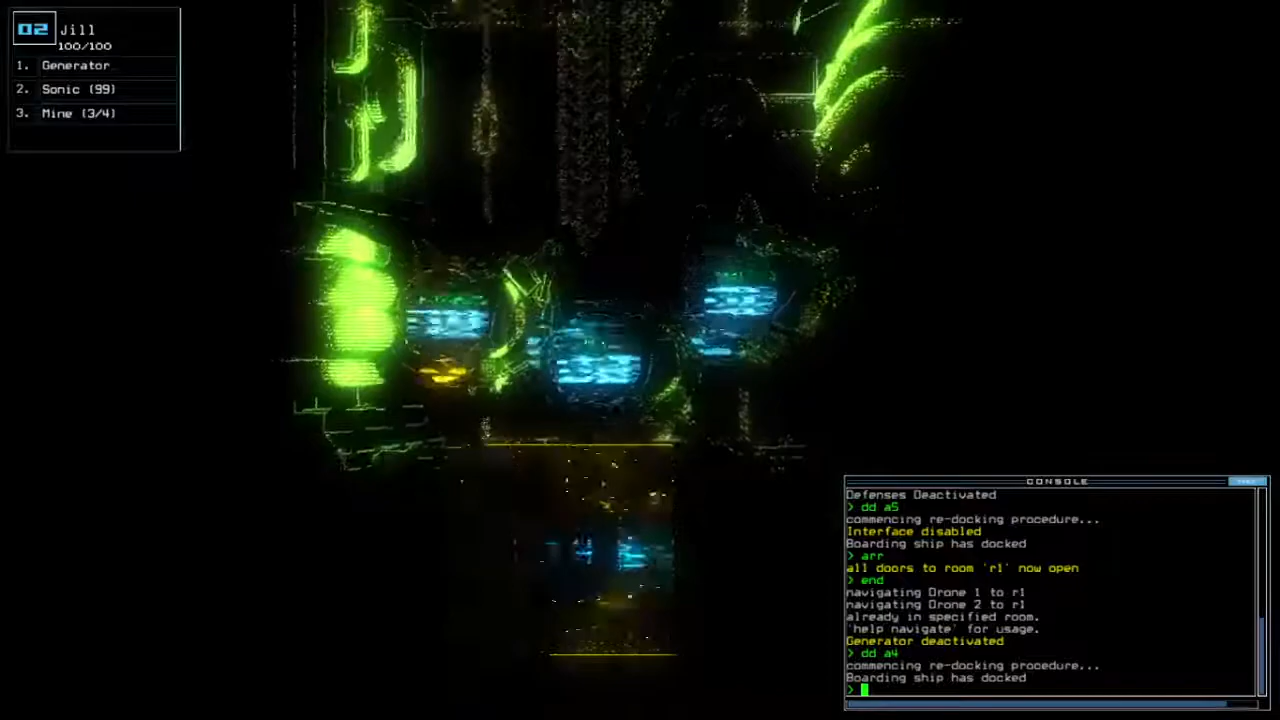 02 Jill
100/100
1. Generator
2. Sonic (99)
3. Mine (3/4)
CONSOLE
Defenses Deactivated
> dd a5
commencing re-docking procedure...
Interface disabled
Boarding ship has docked
> arr
all doors to room 'r1' now open
> end
navigating Drone 1 to r1
navigating Drone 2 to r1
already in specified room.
'help navigate' for usage.
Generator deactivated
> dd a4
commencing re-docking procedure...
Boarding ship has docked
>